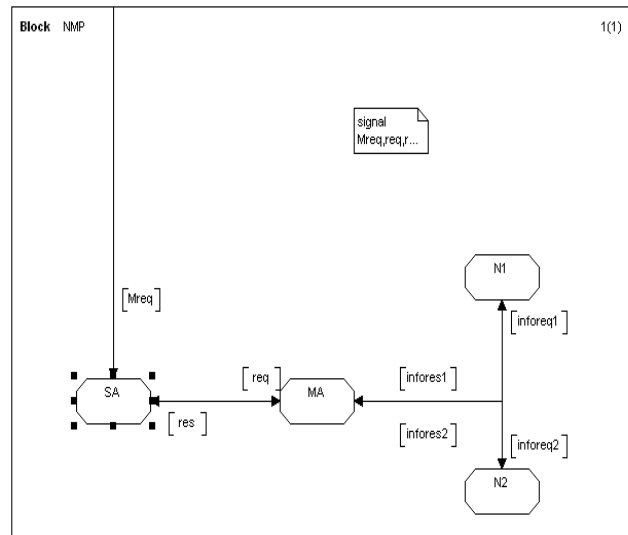 Block NMP
1(1)
signal
Mreq,req,r...
N1
[Mreq]
[inforeq1]
SA
[req]
MA
[infores1]
[res]
[infores2]
[inforeq2]
N2